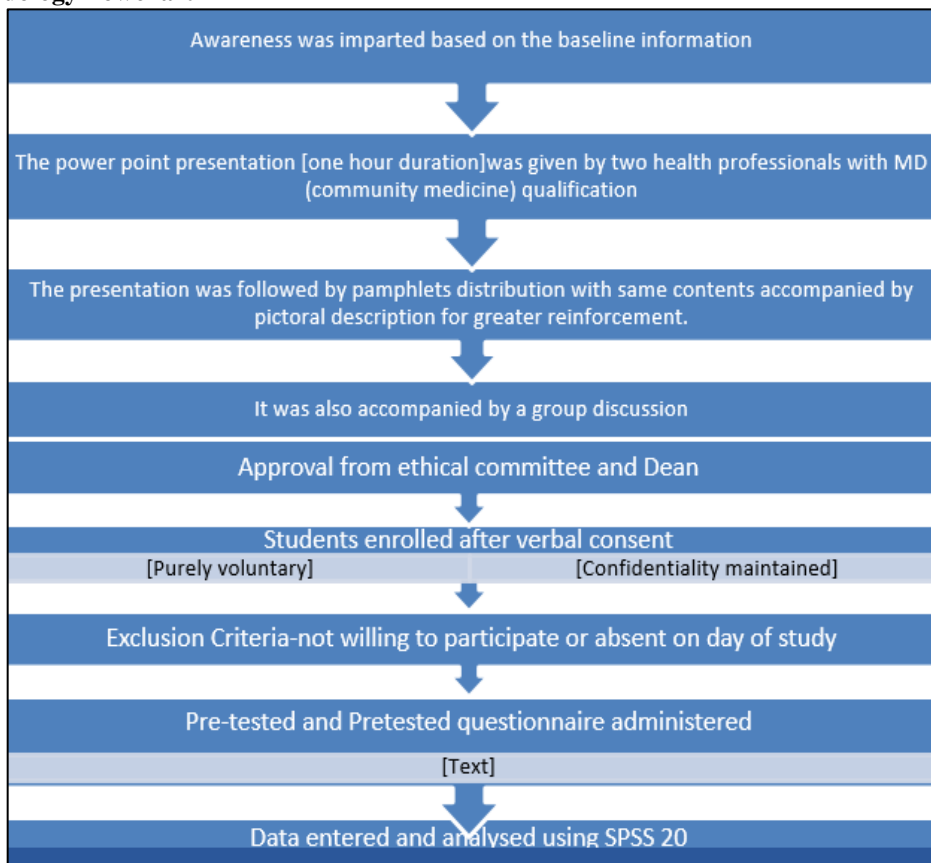 Awareness was imparted based on the baseline information
The power point presentation [one hour duration]was given by two health professionals with MD
(community medicine) qualification
The presentation was followed by pamphlets distribution with same contents accompanied by
pictoral description for greater reinforcement.
It was also accompanied by a group discussion
Approval from ethical committee and Dean
Students enrolled after verbal consent
[Purely voluntary] [Confidentiality maintained]
Exclusion Criteria-not willing to participate or absent on day of study
Pre-tested and Pretested questionnaire administered
[Text]
Data entered and analysed using SPSS 20